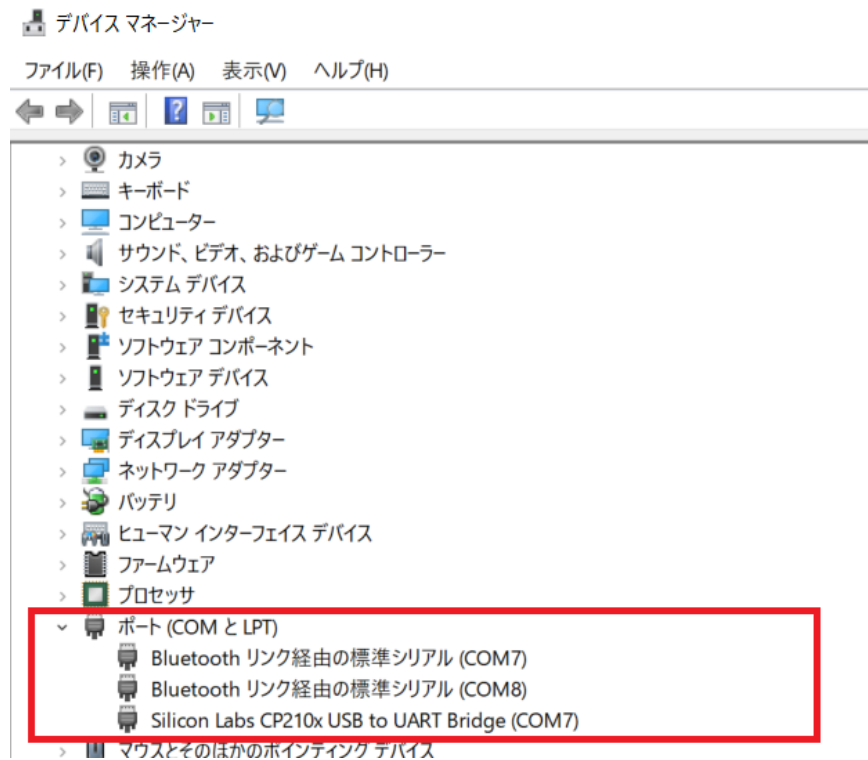 デバイス マネージャー
ファイル(F) 操作(A) 表示(V) ヘルプ(H)
カメラ
キーボード
コンピューター
サウンド、ビデオ、およびゲーム コントローラー
システム デバイス
セキュリティ デバイス
ソフトウェア コンポーネント
ソフトウェア デバイス
ディスク ドライブ
ディスプレイ アダプター
ネットワーク アダプター
バッテリ
ヒューマン インターフェイス デバイス
ファームウェア
プロセッサ
ポート (COM と LPT)
Bluetooth リンク経由の標準シリアル (COM7)
Bluetooth リンク経由の標準シリアル (COM8)
Silicon Labs CP210x USB to UART Bridge (COM7)
マウスとそのほかのポインティング デバイス